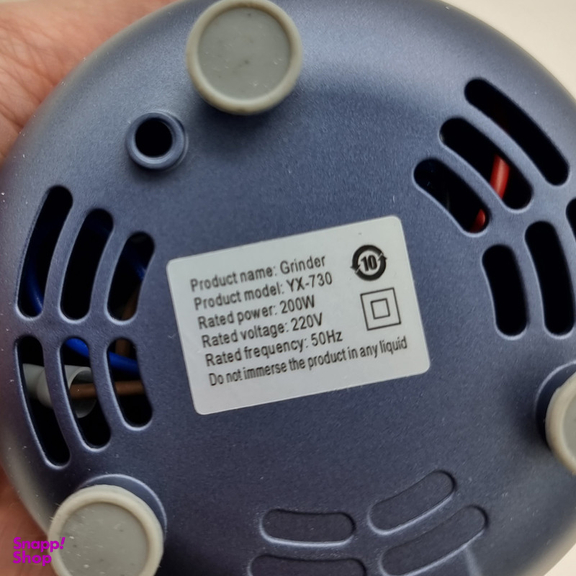 Product name: Grinder
Product model: YX-730
Rated power: 200W
Rated voltage: 220V
Rated frequency: 50Hz
Do not immerse the product in any liquid
10
Snapp!
Shop